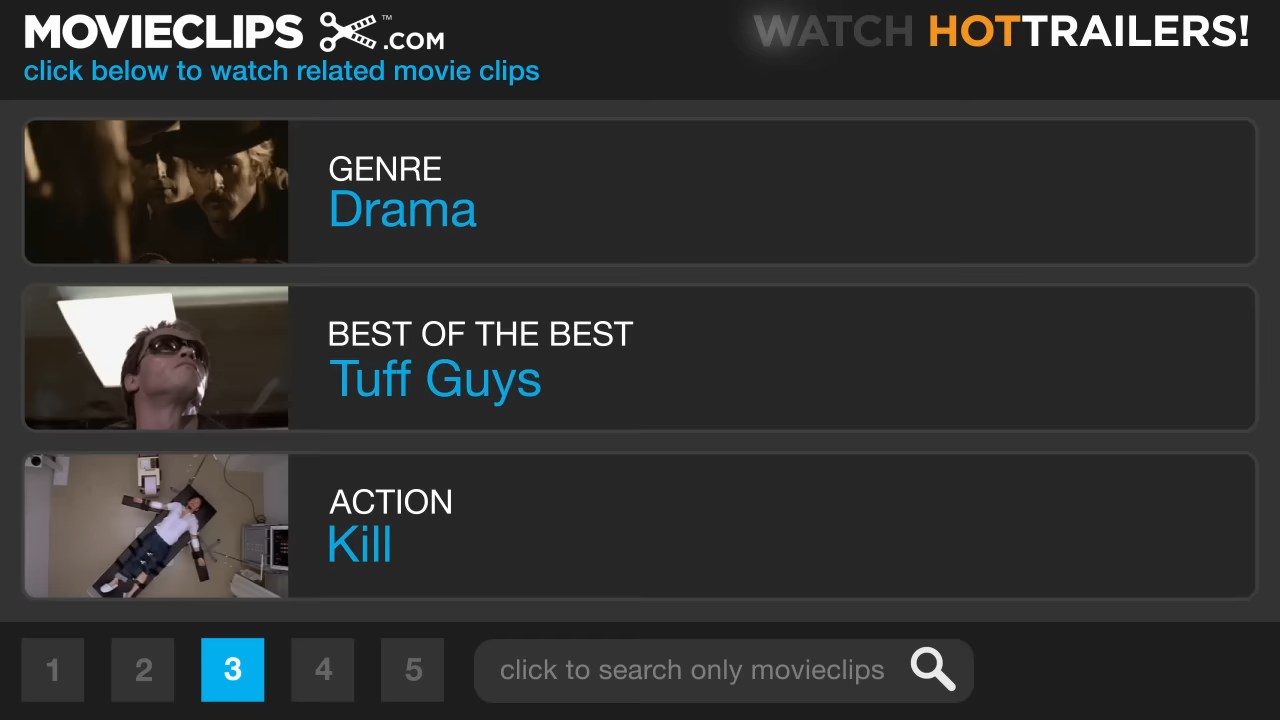 MOVIECLIPS ™ .COM
WATCH HOTTRAILERS!
click below to watch related movie clips
GENRE
Drama
BEST OF THE BEST
Tuff Guys
ACTION
Kill
1 2 3 4 5 click to search only movieclips